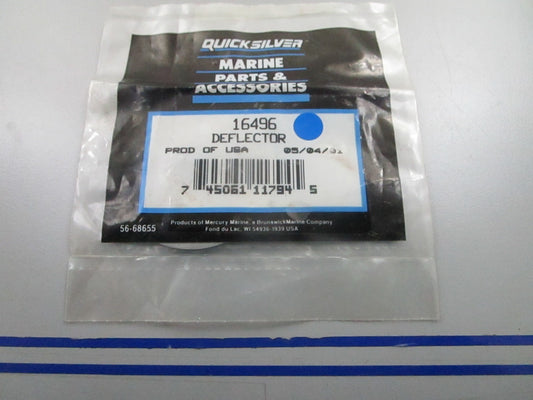 QUICKSILVER
MARINE
PARTS &
ACCESSORIES
16496
DEFLECTOR
PROD OF USA 05/04/01
7 45061 11794 5
56-68655
Products of Mercury Marine, a Brunswick Marine Company
Fond du Lac, WI 54936-1939 USA